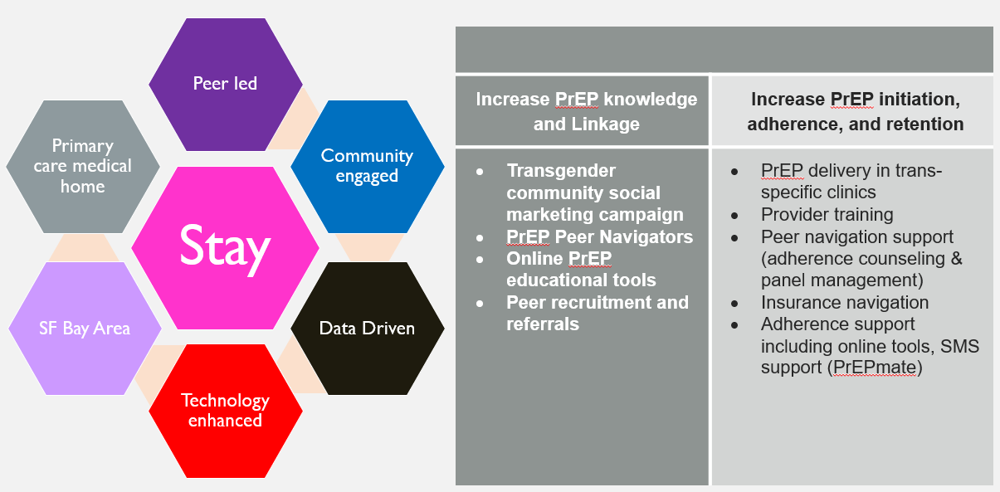 Peer led
Community
engaged
Data Driven
Technology
enhanced
SF Bay Area
Primary
care medical
home
Stay
Increase PrEP knowledge
and Linkage
Increase PrEP initiation,
adherence, and retention
• Transgender
community social
marketing campaign
• PrEP Peer Navigators
• Online PrEP
educational tools
• Peer recruitment and
referrals
• PrEP delivery in trans-
specific clinics
• Provider training
• Peer navigation support
(adherence counseling &
panel management)
• Insurance navigation
• Adherence support
including online tools, SMS
support (PrEPmate)